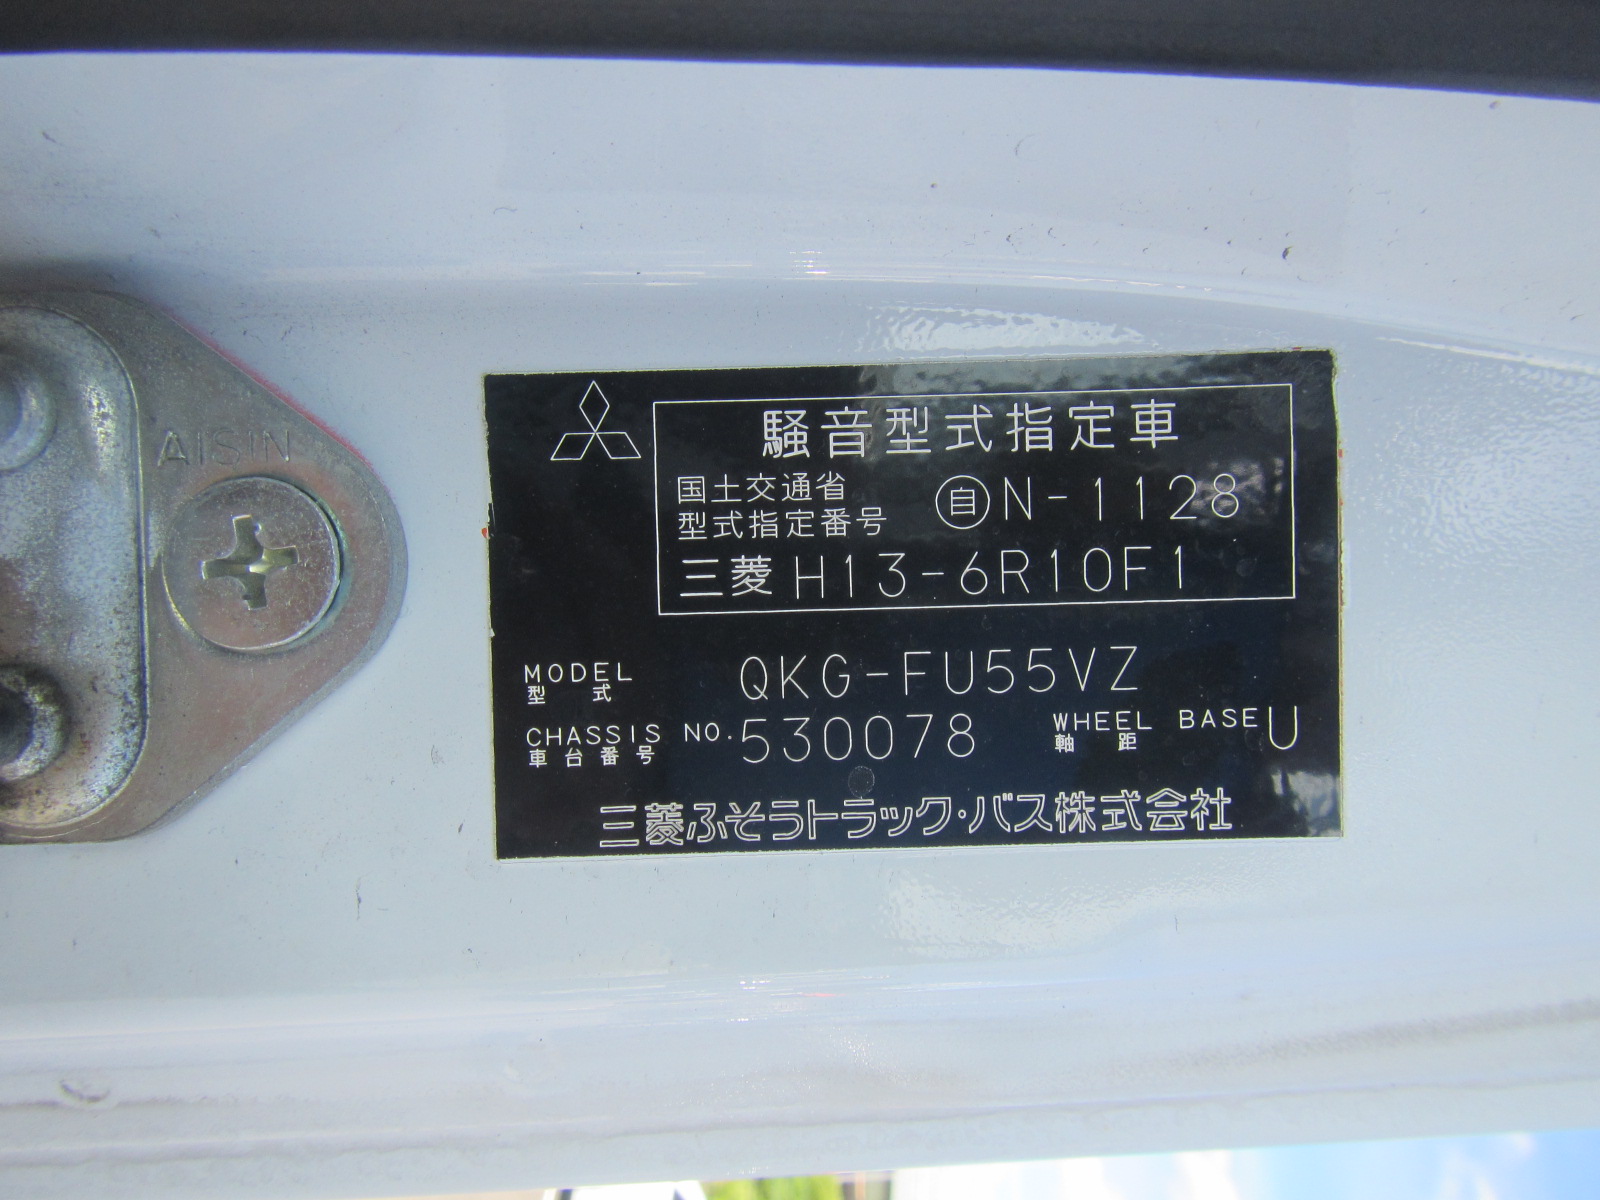 AISIN
騒音型式指定車
国土交通省
型式指定番号 自 N-1128
三菱 H13-6R10F1
MODEL QKG-FU55VZ
型式
CHASSIS NO. 530078 WHEEL BASE U
車台番号 軸距
三菱ふそうトラック・バス株式会社